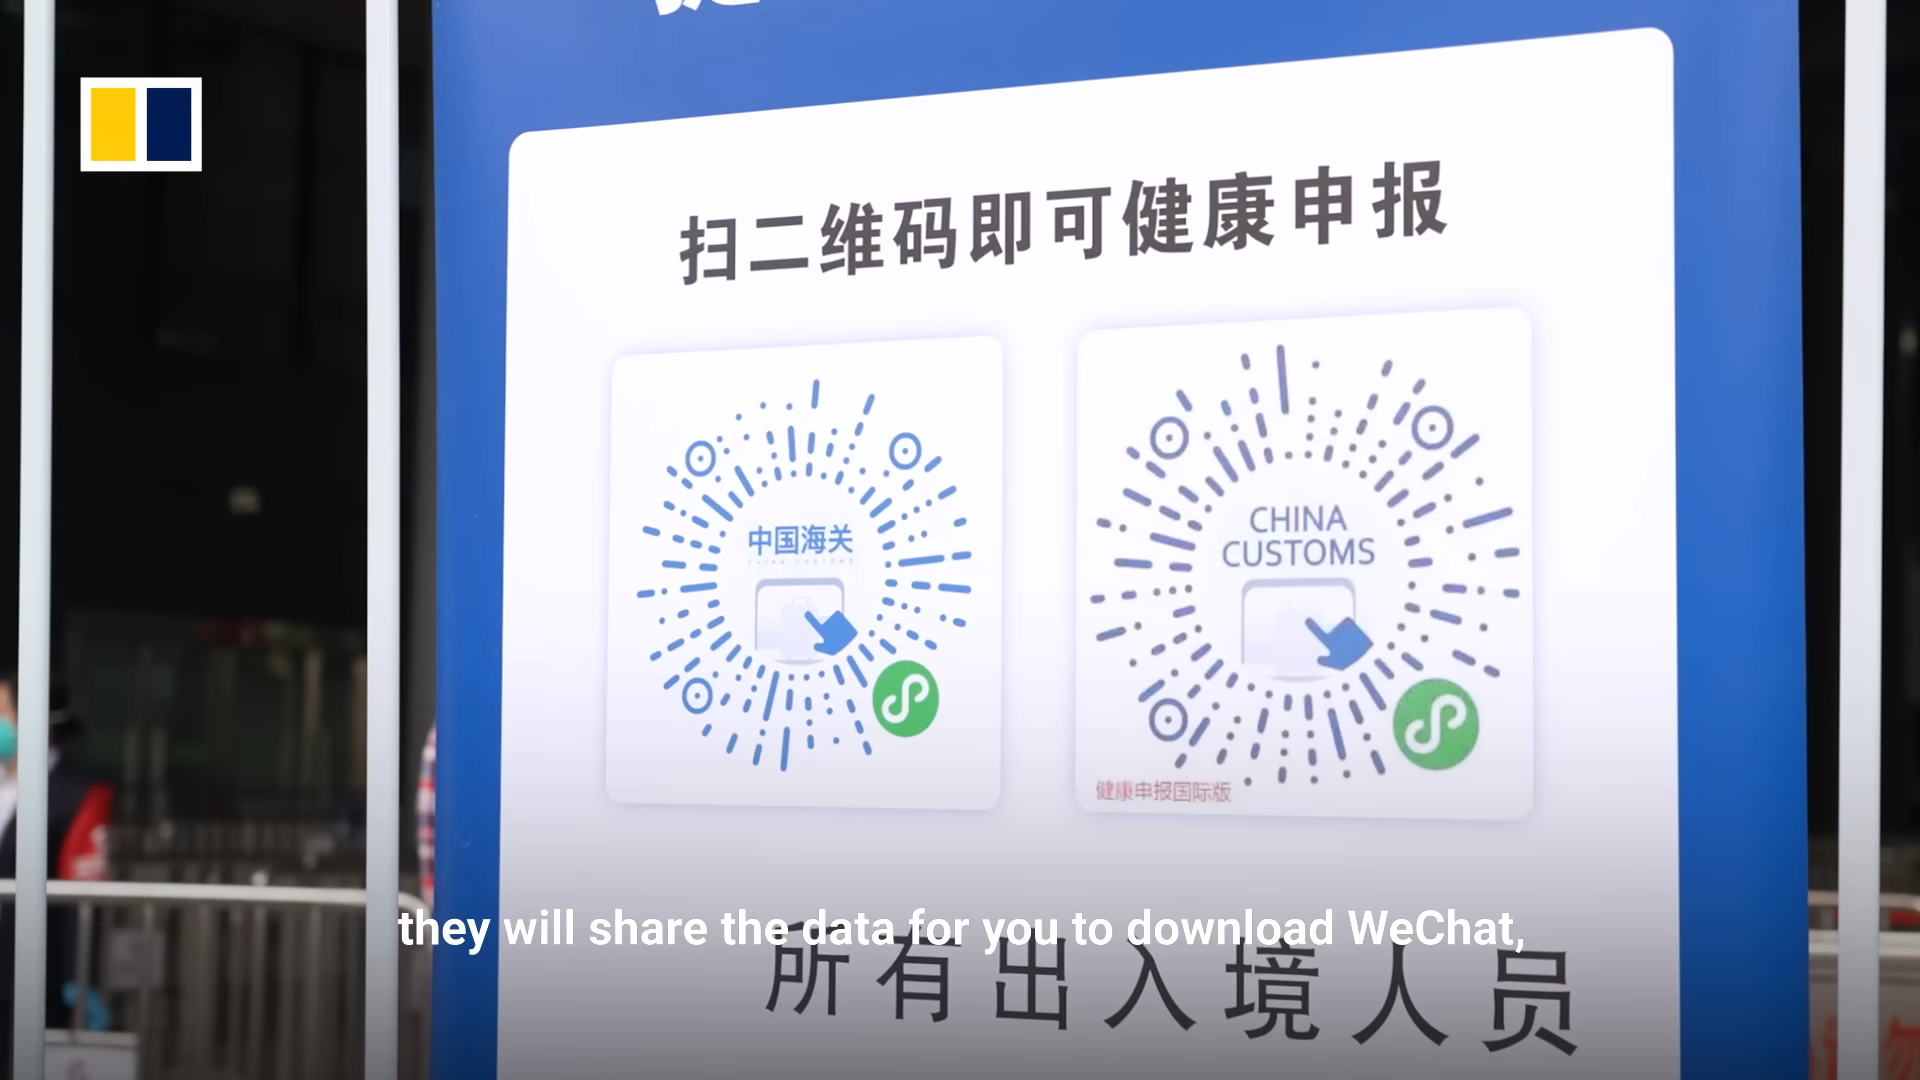 扫二维码即可健康申报
中国海关
CHINA CUSTOMS
CHINA
CUSTOMS
健康申报国际版
they will share the data for you to download WeChat,
所有出入境人员